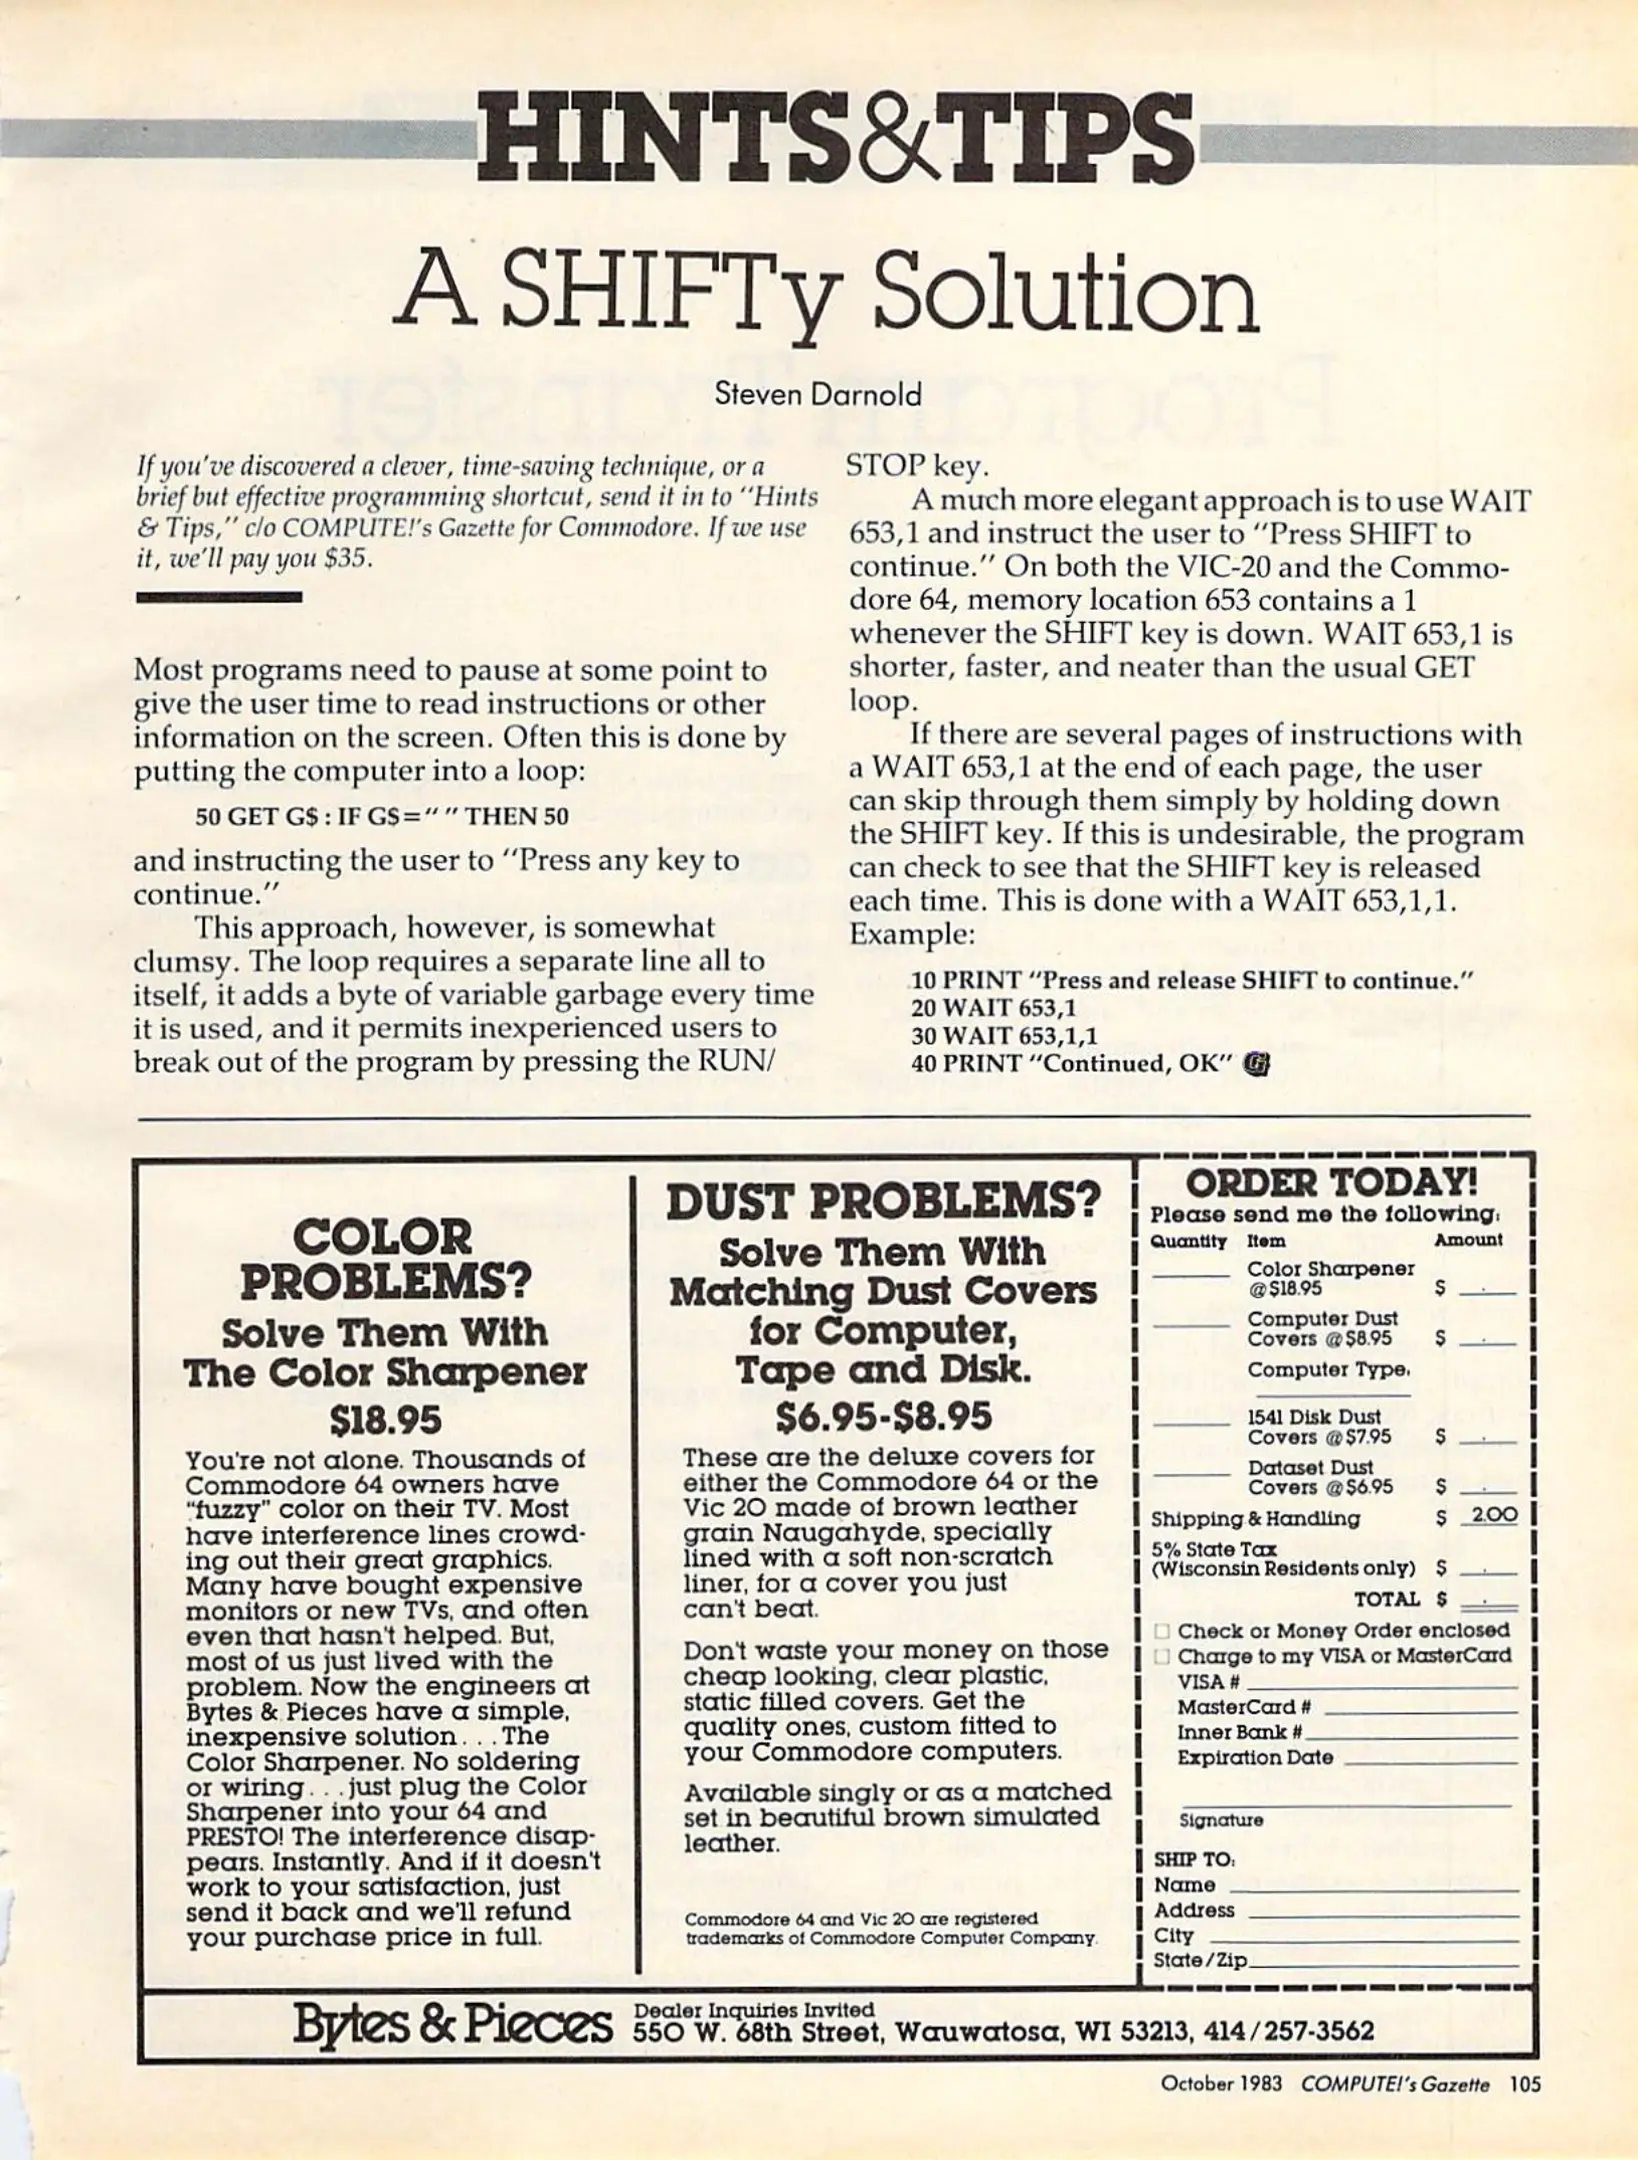 HINTS&TIPS
A SHIFTy Solution
Steven Darnold
If you've discovered a clever, time-saving technique, or a
brief but effective programming shortcut, send it in to "Hints
& Tips," c/o COMPUTE!'s Gazette for Commodore. If we use
it, we'll pay you $35.
Most programs need to pause at some point to
give the user time to read instructions or other
information on the screen. Often this is done by
putting the computer into a loop:
50 GET G$ : IF G$=" " THEN 50
and instructing the user to "Press any key to
continue."
This approach, however, is somewhat
clumsy. The loop requires a separate line all to
itself, it adds a byte of variable garbage every time
it is used, and it permits inexperienced users to
break out of the program by pressing the RUN/
STOP key.
A much more elegant approach is to use WAIT
653,1 and instruct the user to "Press SHIFT to
continue." On both the VIC-20 and the Commo-
dore 64, memory location 653 contains a 1
whenever the SHIFT key is down. WAIT 653,1 is
shorter, faster, and neater than the usual GET
loop.
If there are several pages of instructions with
a WAIT 653,1 at the end of each page, the user
can skip through them simply by holding down
the SHIFT key. If this is undesirable, the program
can check to see that the SHIFT key is released
each time. This is done with a WAIT 653,1,1.
Example:
10 PRINT "Press and release SHIFT to continue."
20 WAIT 653,1
30 WAIT 653,1,1
40 PRINT "Continued, OK" G
COLOR
PROBLEMS?
Solve Them With
The Color Sharpener
$18.95
You're not alone. Thousands of
Commodore 64 owners have
"fuzzy" color on their TV. Most
have interference lines crowd-
ing out their great graphics.
Many have bought expensive
monitors or new TVs, and often
even that hasn't helped. But,
most of us just lived with the
problem. Now the engineers at
Bytes & Pieces have a simple,
inexpensive solution. . .The
Color Sharpener. No soldering
or wiring. . .just plug the Color
Sharpener into your 64 and
PRESTO! The interference disap-
pears. Instantly. And if it doesn't
work to your satisfaction, just
send it back and we'll refund
your purchase price in full.
DUST PROBLEMS?
Solve Them With
Matching Dust Covers
for Computer,
Tape and Disk.
$6.95-$8.95
These are the deluxe covers for
either the Commodore 64 or the
Vic 20 made of brown leather
grain Naugahyde, specially
lined with a soft non-scratch
liner, for a cover you just
can't beat.
Don't waste your money on those
cheap looking, clear plastic,
static filled covers. Get the
quality ones, custom fitted to
your Commodore computers.
Available singly or as a matched
set in beautiful brown simulated
leather.
Commodore 64 and Vic 20 are registered
trademarks of Commodore Computer Company.
ORDER TODAY!
Please send me the following:
Quantity Item Amount
Color Sharpener
@ $18.95 $ .
Computer Dust
Covers @ $8.95 $ .
Computer Type:
1541 Disk Dust
Covers @ $7.95 $ .
Dataset Dust
Covers @ $6.95 $ .
Shipping & Handling $ 2.00
5% State Tax
(Wisconsin Residents only) $ .
TOTAL $ .
Check or Money Order enclosed
Charge to my VISA or MasterCard
VISA #
MasterCard #
Inner Bank #
Expiration Date
Signature
SHIP TO:
Name
Address
City
State/Zip
Bytes & Pieces
Dealer Inquiries Invited
550 W. 68th Street, Wauwatosa, WI 53213, 414/257-3562
October 1983 COMPUTE!'s Gazette 105